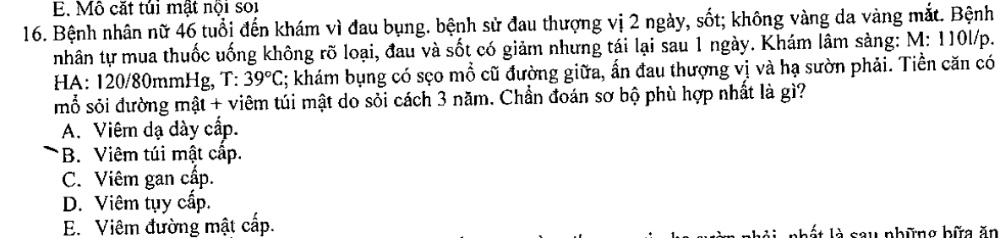 E. Mổ cắt túi mật nội soi
16. Bệnh nhân nữ 46 tuổi đến khám vì đau bụng. bệnh sử đau thượng vị 2 ngày, sốt; không vàng da vàng mắt. Bệnh
nhân tự mua thuốc uống không rõ loại, đau và sốt có giảm nhưng tái lại sau 1 ngày. Khám lâm sàng: M: 110l/p.
HA: 120/80mmHg, T: 39°C; khám bụng có sẹo mổ cũ đường giữa, ấn đau thượng vị và hạ sườn phải. Tiền căn có
mổ sỏi đường mật + viêm túi mật do sỏi cách 3 năm. Chẩn đoán sơ bộ phù hợp nhất là gì?
A. Viêm dạ dày cấp.
B. Viêm túi mật cấp.
C. Viêm gan cấp.
D. Viêm tụy cấp.
E. Viêm đường mật cấp.
phải, nhất là sau những bữa ăn